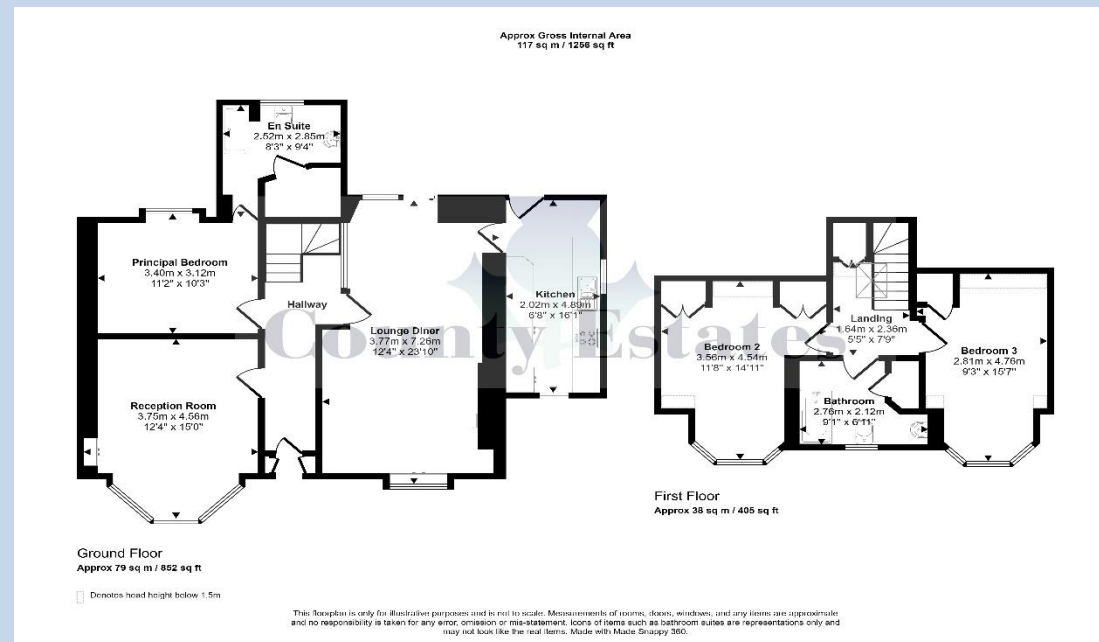 Approx Gross Internal Area
117 sq m / 1256 sq ft
En Suite
2.52m x 2.85m
8'3" x 9'4"
Principal Bedroom
3.40m x 3.12m
11'2" x 10'3"
Hallway
Kitchen
2.02m x 4.89m
6'8" x 16'1"
Lounge Diner
3.77m x 7.26m
12'4" x 23'10"
Reception Room
3.75m x 4.56m
12'4" x 15'0"
County Estates
Landing
1.64m x 2.36m
5'5" x 7'9"
Bedroom 2
3.56m x 4.54m
11'8" x 14'11"
Bedroom 3
2.81m x 4.76m
9'3" x 15'7"
Bathroom
2.76m x 2.12m
9'1" x 6'11"
First Floor
Approx 38 sq m / 405 sq ft
Ground Floor
Approx 79 sq m / 852 sq ft
Denotes head height below 1.5m
This floorplan is only for illustrative purposes and is not to scale. Measurements of rooms, doors, windows, and any items are approximate
and no responsibility is taken for any error, omission or mis-statement. Icons of items such as bathroom suites are representations only and
may not look like the real items. Made with Made Snappy 360.